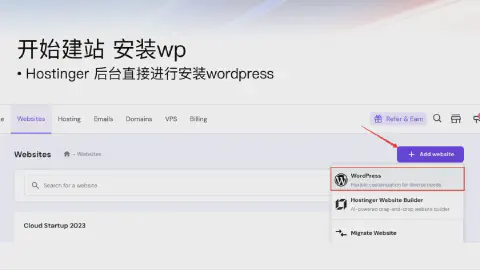 开始建站 安装wp
• Hostinger 后台直接进行安装wordpress
e Websites Hosting Emails Domains VPS Billing Refer & Earn
Websites - Websites + Add website
Search for a website
WordPress
Flexible customization for diverse needs
Hostinger Website Builder
AI-powered drag-and-drop website builder
Migrate Website
Cloud Startup 2023